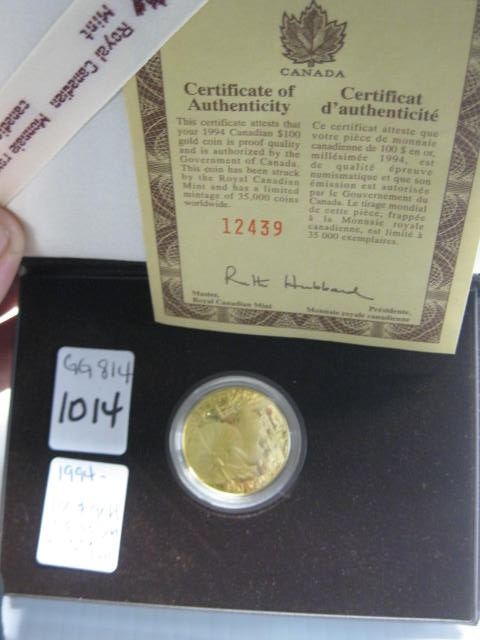 Royal Canadian
Mint
Monnaie royale
CANADA
Certificate of
Authenticity
This certificate attests that
your 1994 Canadian $100
gold coin is proof quality
and is authorized by the
Government of Canada.
This coin has been struck
by the Royal Canadian
Mint and has a limited
mintage of 35,000 coins
worldwide.
12439
Certificat
d'authenticité
Ce certificat atteste que
votre pièce de monnaie
canadienne de 100 $ en or,
millésimée 1994, est
de qualité épreuve
numismatique et que son
émission est autorisée
par le Gouvernement du
Canada. Le tirage mondial
de cette pièce, frappée
à la Monnaie royale
canadienne, est limité à
35 000 exemplaires.
Ruth Hubbard
Master,
Royal Canadian Mint
Présidente,
Monnaie royale canadienne
GG 814
1014
1994-